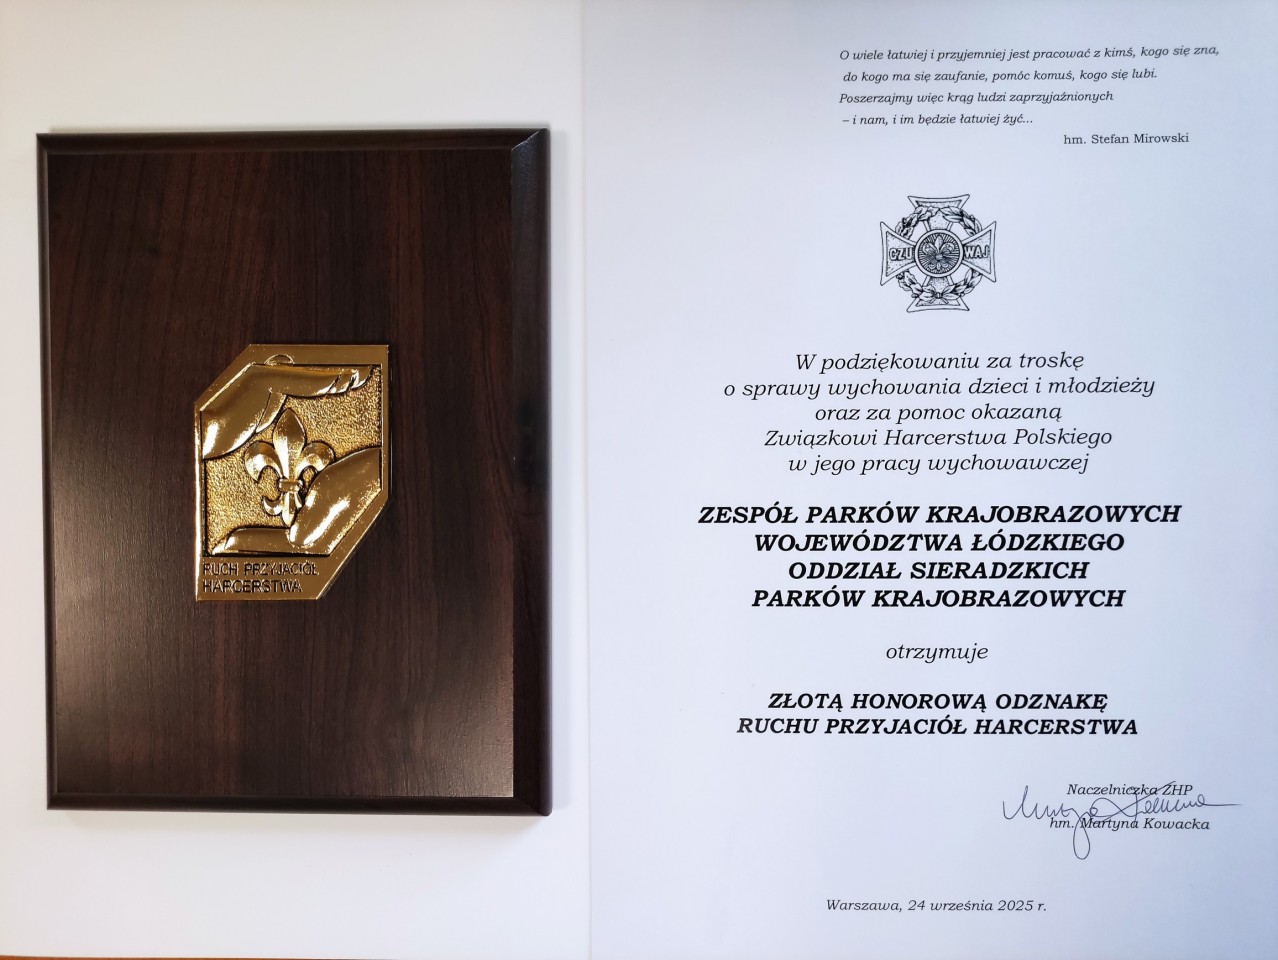 RUCH PRZYJACIÓŁ
HARCERSTWA
O wiele łatwiej i przyjemniej jest pracować z kimś, kogo się zna,
do kogo ma się zaufanie, pomóc komuś, kogo się lubi.
Poszerzajmy więc krąg ludzi zaprzyjaźnionych
– i nam, i im będzie łatwiej żyć...
hm. Stefan Mirowski
CZUWAJ
W podziękowaniu za troskę
o sprawy wychowania dzieci i młodzieży
oraz za pomoc okazaną
Związkowi Harcerstwa Polskiego
w jego pracy wychowawczej
ZESPÓŁ PARKÓW KRAJOBRAZOWYCH
WOJEWÓDZTWA ŁÓDZKIEGO
ODDZIAŁ SIERADZKICH
PARKÓW KRAJOBRAZOWYCH
otrzymuje
ZŁOTĄ HONOROWĄ ODZNAKĘ
RUCHU PRZYJACIÓŁ HARCERSTWA
Naczelniczka ZHP
hm. Martyna Kowacka
Warszawa, 24 września 2025 r.